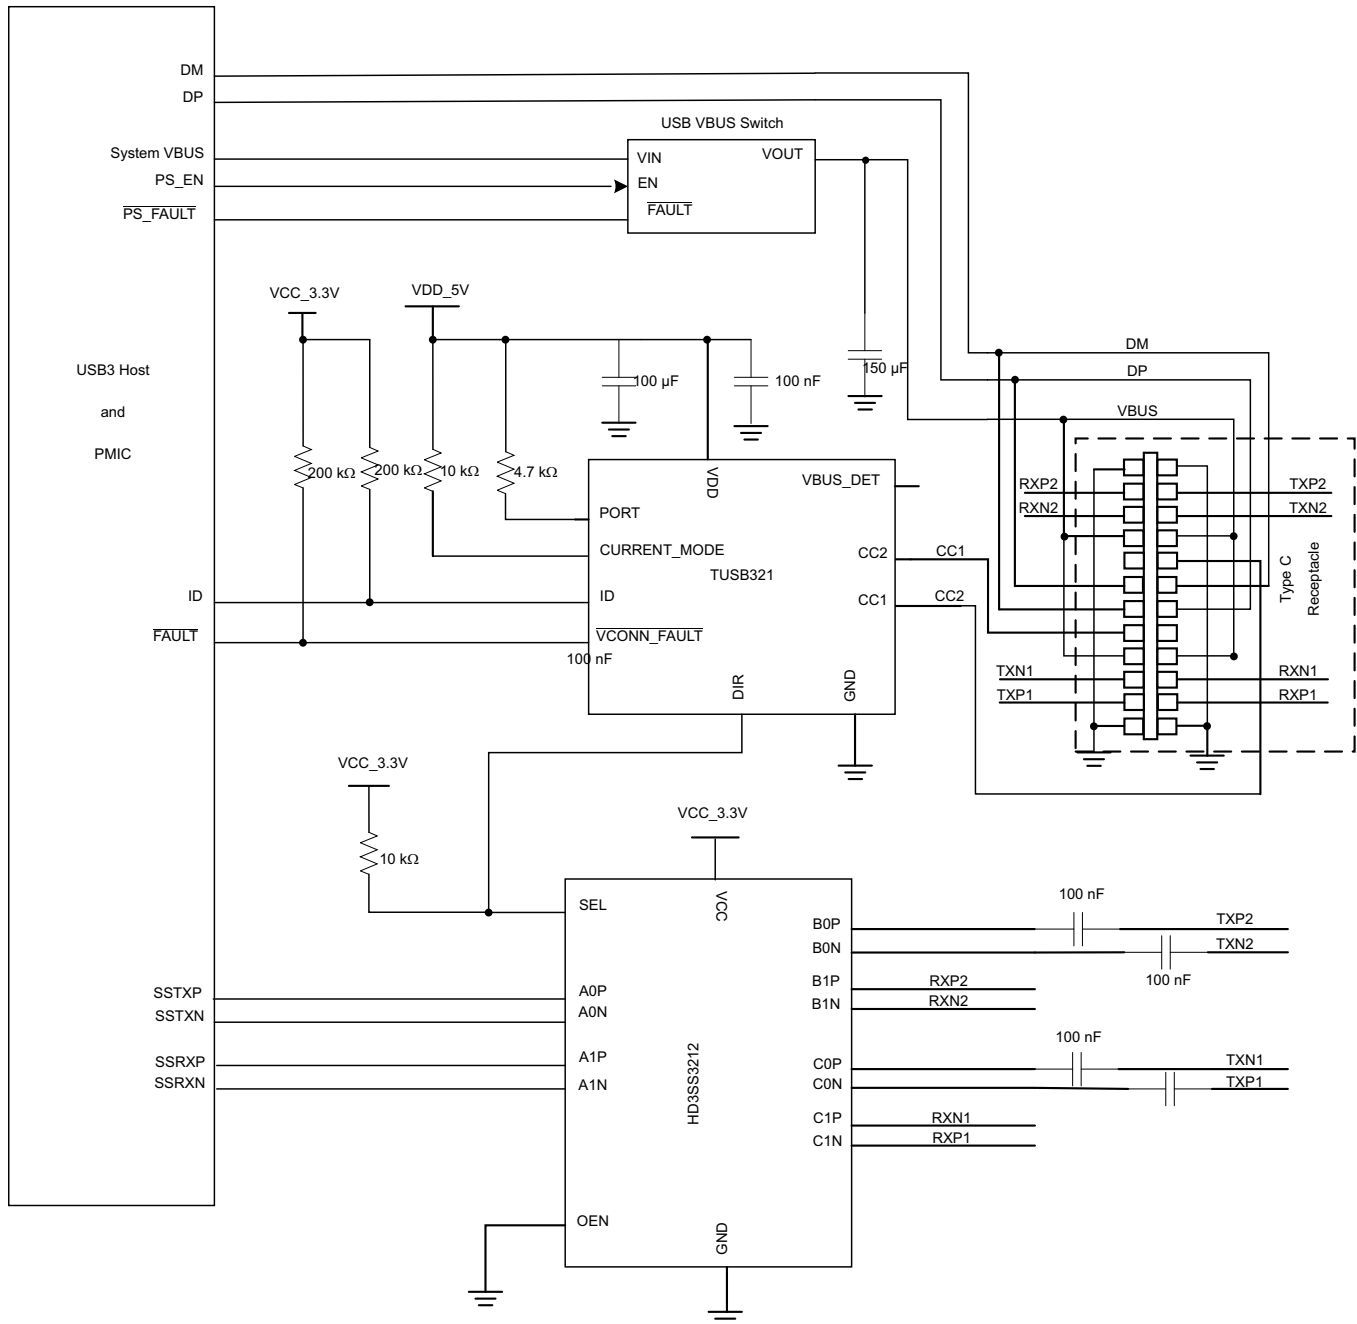 DM
DP
System VBUS
PS_EN
PS_FAULT
USB3 Host
and
PMIC
ID
FAULT
SSTXP
SSTXN
SSRXP
SSRXN
USB VBUS Switch
VIN
VOUT
EN
FAULT
VCC_3.3V
VDD_5V
200 kΩ
200 kΩ
10 kΩ
4.7 kΩ
100 µF
100 nF
150 µF
DM
DP
VBUS
VDD
VBUS_DET
PORT
CURRENT_MODE
TUSB321
CC2
CC1
ID
CC1
CC2
VCONN_FAULT
100 nF
DIR
GND
RXP2
RXN2
TXP2
TXN2
TXN1
TXP1
RXN1
RXP1
Type C
Receptacle
VCC_3.3V
10 kΩ
VCC_3.3V
VCC
SEL
A0P
A0N
A1P
A1N
OEN
HD3SS3212
GND
B0P
B0N
B1P
B1N
C0P
C0N
C1P
C1N
100 nF
TXP2
TXN2
100 nF
RXP2
RXN2
100 nF
TXN1
TXP1
RXN1
RXP1